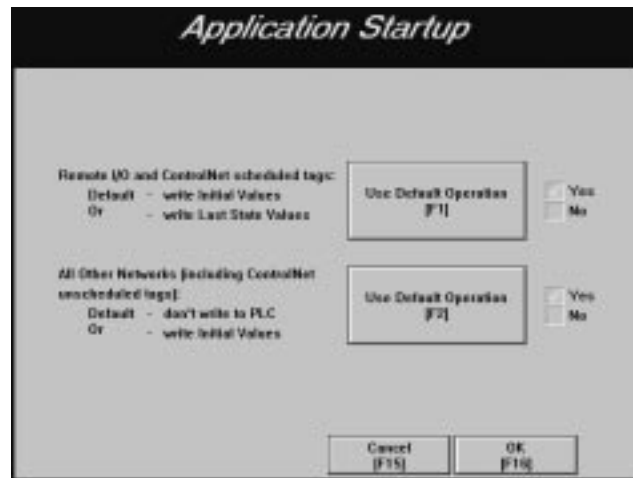 Application Startup
Remote I/O and ControlNet scheduled tags:
Default - write Initial Values
Or - write Last State Values
Use Default Operation
[F1]
Yes
No
All Other Networks [including ControlNet
unscheduled tags]:
Default - don't write to PLC
Or - write Initial Values
Use Default Operation
[F2]
Yes
No
Cancel
[F15]
OK
[F16]